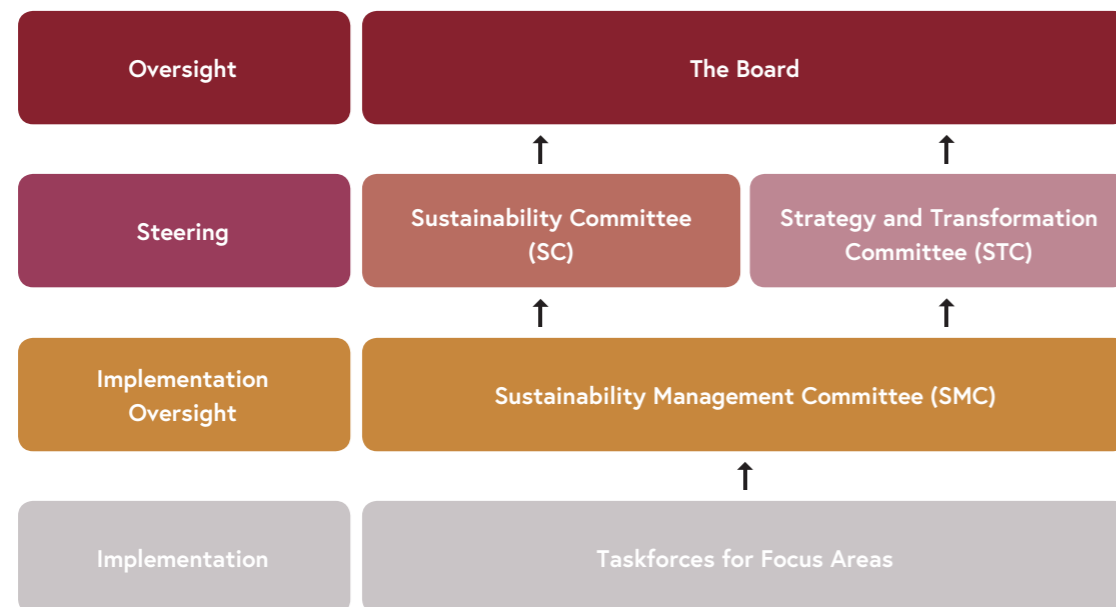 Oversight
The Board
Steering
Sustainability Committee
(SC)
Strategy and Transformation
Committee (STC)
Implementation
Oversight
Sustainability Management Committee (SMC)
Implementation
Taskforces for Focus Areas